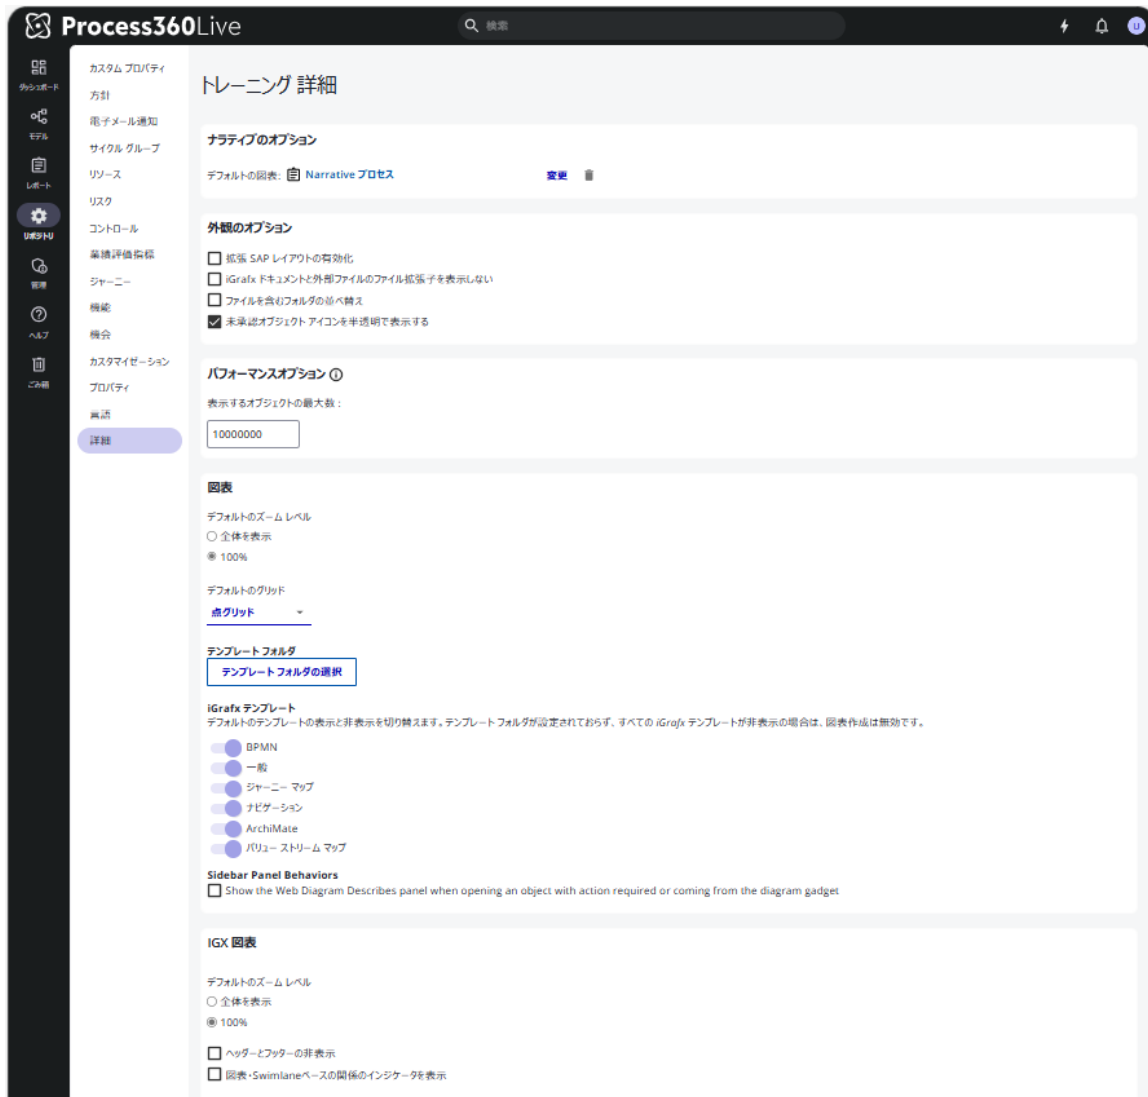 Process360Live
検索
U
ダッシュボード
モデル
レポート
リポジトリ
管理
ヘルプ
ごみ箱
カスタム プロパティ
方針
電子メール通知
サイクル グループ
リソース
リスク
コントロール
業績評価指標
ジャーニー
機能
機会
カスタマイゼーション
プロパティ
言語
詳細
トレーニング 詳細
ナラティブのオプション
デフォルトの図表: Narrative プロセス 変更
外観のオプション
拡張 SAP レイアウトの有効化
iGrafx ドキュメントと外部ファイルのファイル拡張子を表示しない
ファイルを含むフォルダの並べ替え
未承認オブジェクト アイコンを半透明で表示する
パフォーマンスオプション
表示するオブジェクトの最大数 :
10000000
図表
デフォルトのズーム レベル
全体を表示
100%
デフォルトのグリッド
点グリッド
テンプレート フォルダ
テンプレート フォルダの選択
iGrafx テンプレート
デフォルトのテンプレートの表示と非表示を切り替えます。テンプレート フォルダが設定されておらず、すべての iGrafx テンプレートが非表示の場合は、図表作成は無効です。
BPMN
一般
ジャーニー マップ
ナビゲーション
ArchiMate
バリュー ストリーム マップ
Sidebar Panel Behaviors
Show the Web Diagram Describes panel when opening an object with action required or coming from the diagram gadget
IGX 図表
デフォルトのズーム レベル
全体を表示
100%
ヘッダーとフッターの非表示
図表・Swimlaneベースの関係のインジケータを表示